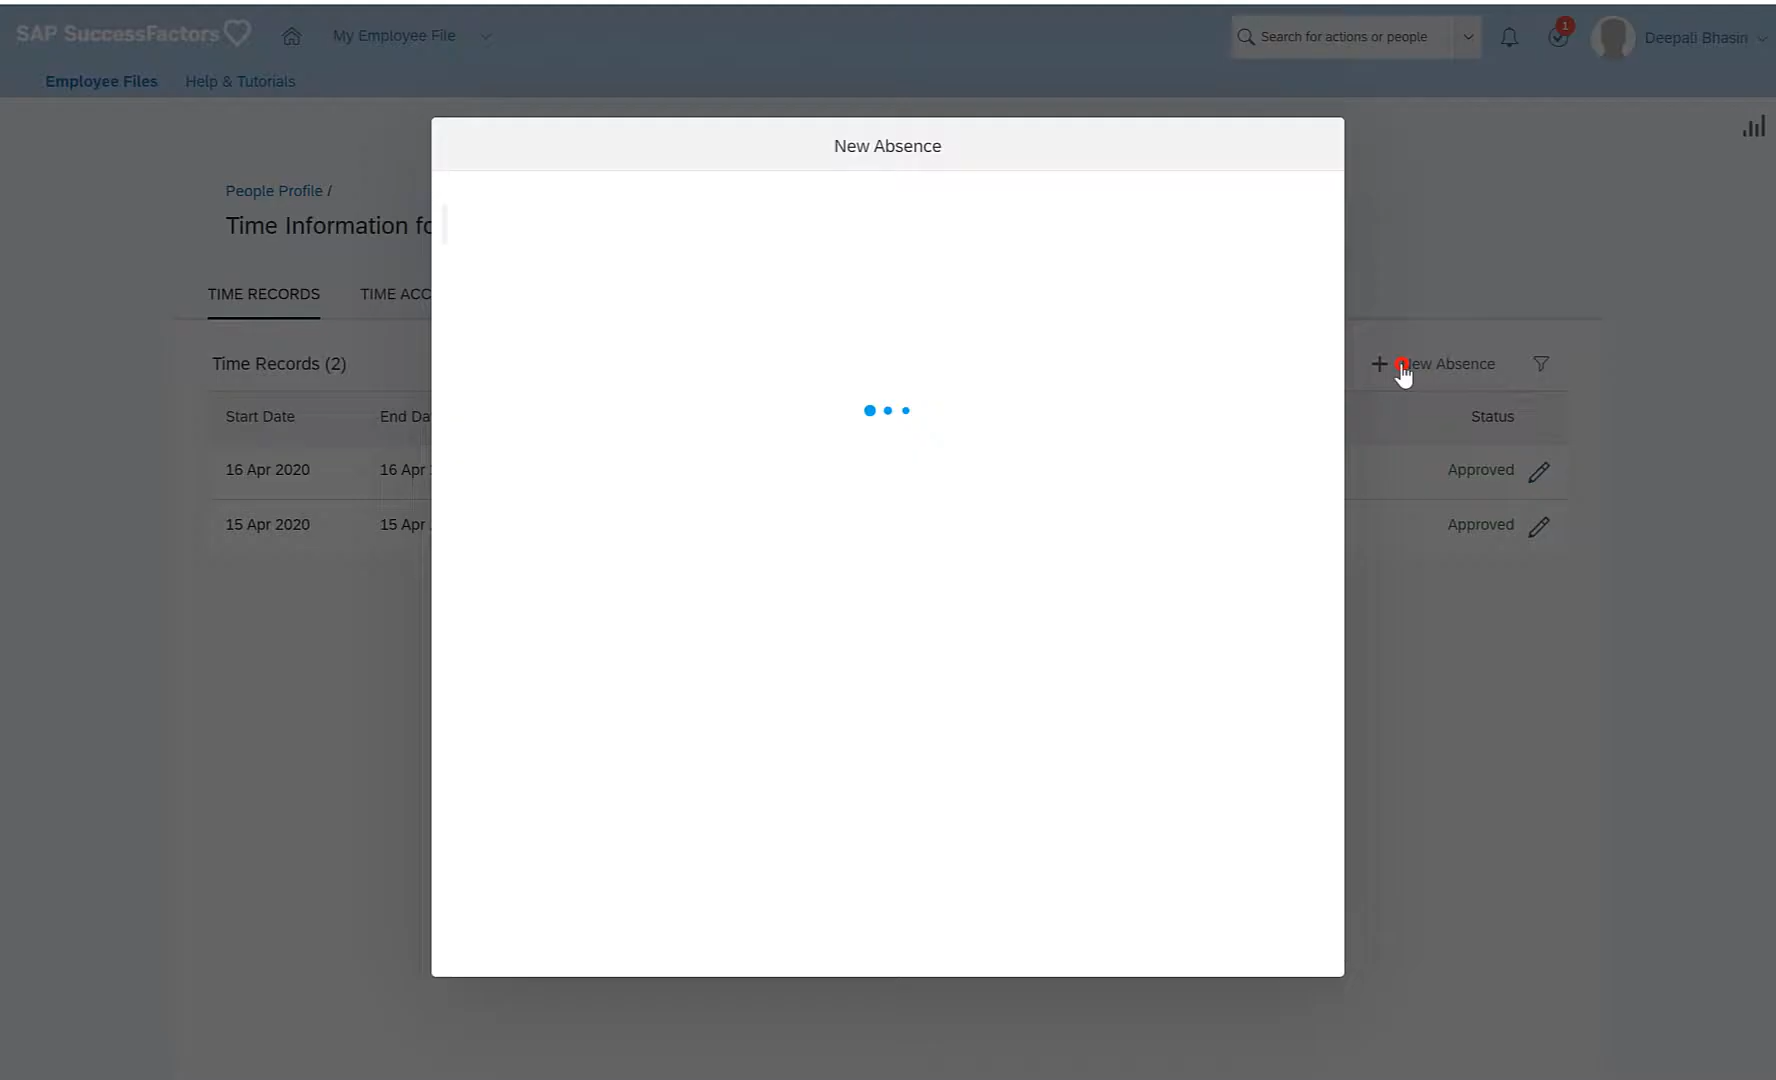 SAP SuccessFactors
My Employee File
Search for actions or people
1
Deepali Bhasin
Employee Files
Help & Tutorials
New Absence
People Profile /
Time Information fo
TIME RECORDS
TIME ACC
Time Records (2)
New Absence
Start Date
End Da
Status
16 Apr 2020
16 Apr
Approved
15 Apr 2020
15 Apr
Approved